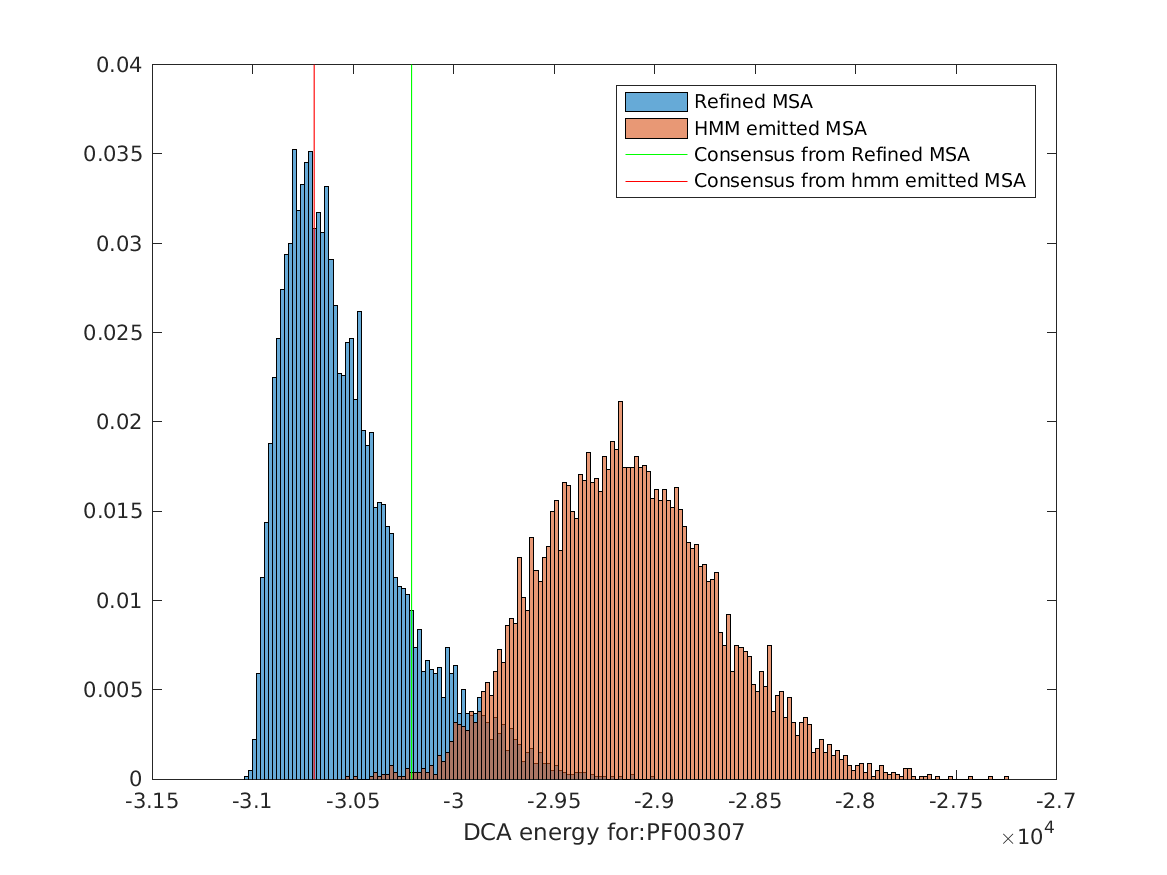 0.04
0.035
0.03
0.025
0.02
0.015
0.01
0.005
0
Refined MSA
HMM emitted MSA
Consensus from Refined MSA
Consensus from hmm emitted MSA
-3.15 -3.1 -3.05 -3 -2.95 -2.9 -2.85 -2.8 -2.75 -2.7
DCA energy for:PF00307
×10⁴